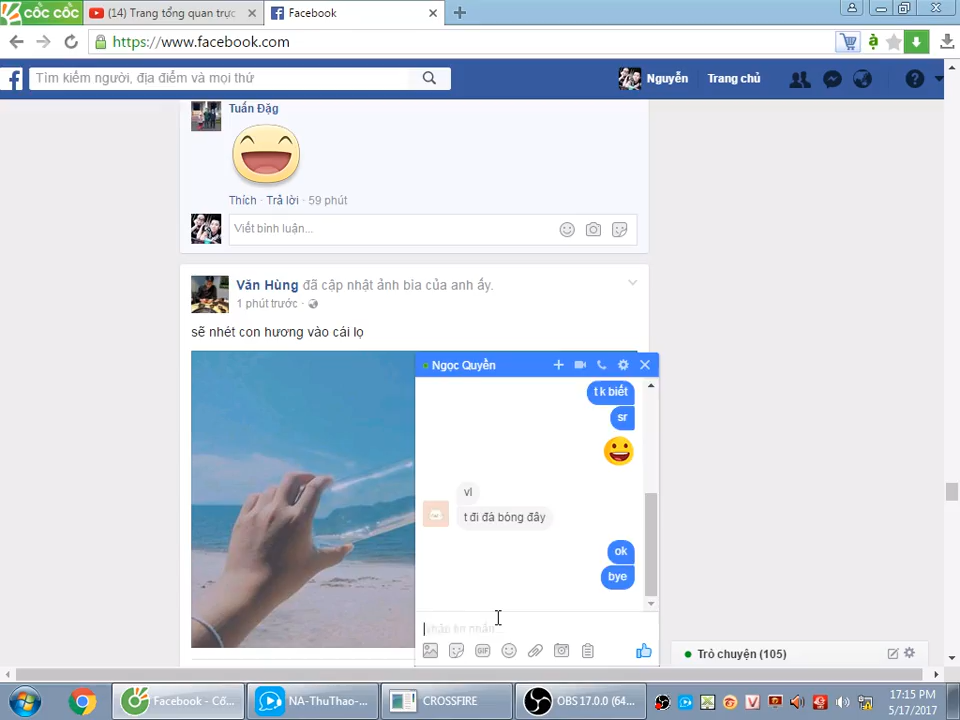 cốc cốc
(14) Trang tổng quan trực
Facebook
https://www.facebook.com
Tìm kiếm người, địa điểm và mọi thứ
Nguyễn
Trang chủ
Tuấn Đặg
Thích · Trả lời · 59 phút
Viết bình luận...
Văn Hùng đã cập nhật ảnh bìa của anh ấy.
1 phút trước ·
sẽ nhét con hương vào cái lọ
Ngọc Quyền
t k biết
sr
vl
t đi đá bóng đây
ok
bye
GIF
Trò chuyện (105)
Facebook - Cố...
NA-ThuThao-...
CROSSFIRE
OBS 17.0.0 (64...
17:15 PM
5/17/2017